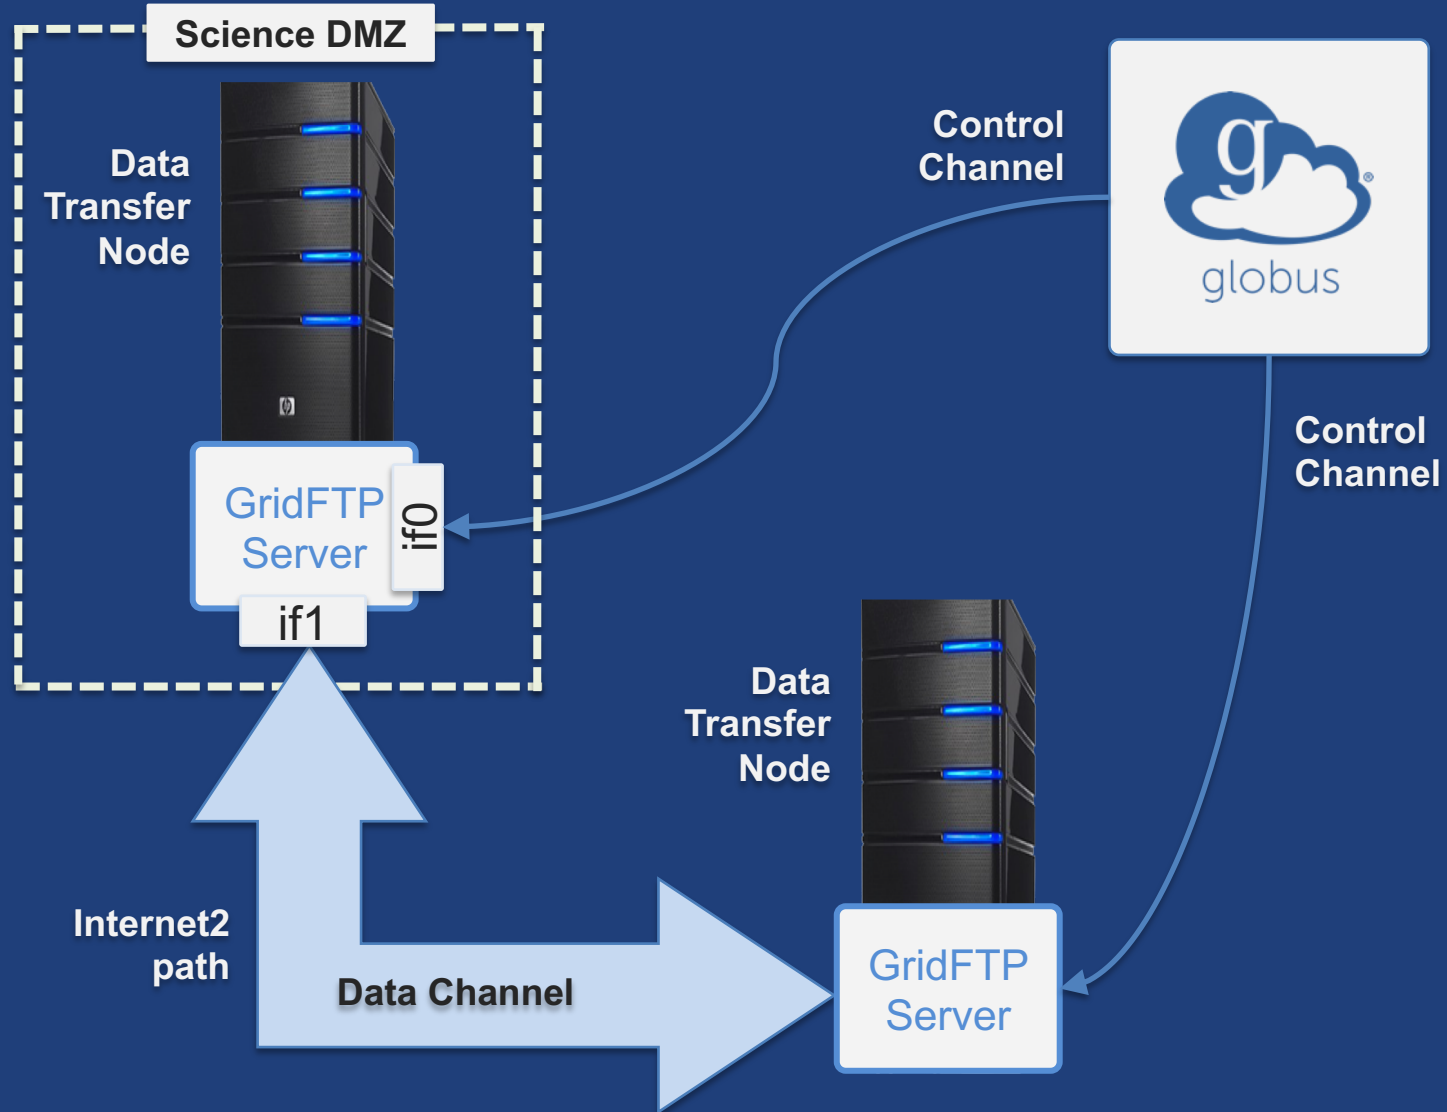 Science DMZ
Data
Transfer
Node
GridFTP
Server
if0
if1
Control
Channel
g
®
globus
Control
Channel
Data
Transfer
Node
GridFTP
Server
Internet2
path
Data Channel
hp